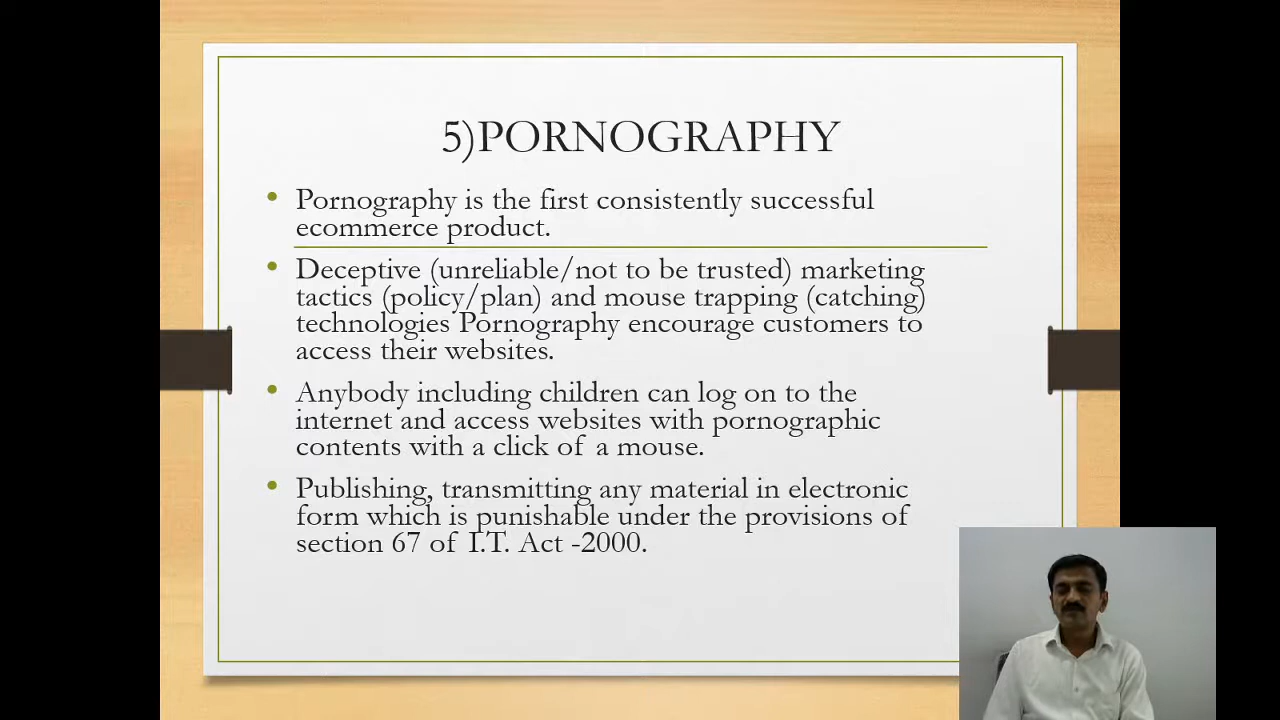 5)PORNOGRAPHY
• Pornography is the first consistently successful
ecommerce product.
• Deceptive (unreliable/not to be trusted) marketing
tactics (policy/plan) and mouse trapping (catching)
technologies Pornography encourage customers to
access their websites.
• Anybody including children can log on to the
internet and access websites with pornographic
contents with a click of a mouse.
• Publishing, transmitting any material in electronic
form which is punishable under the provisions of
section 67 of I.T. Act -2000.